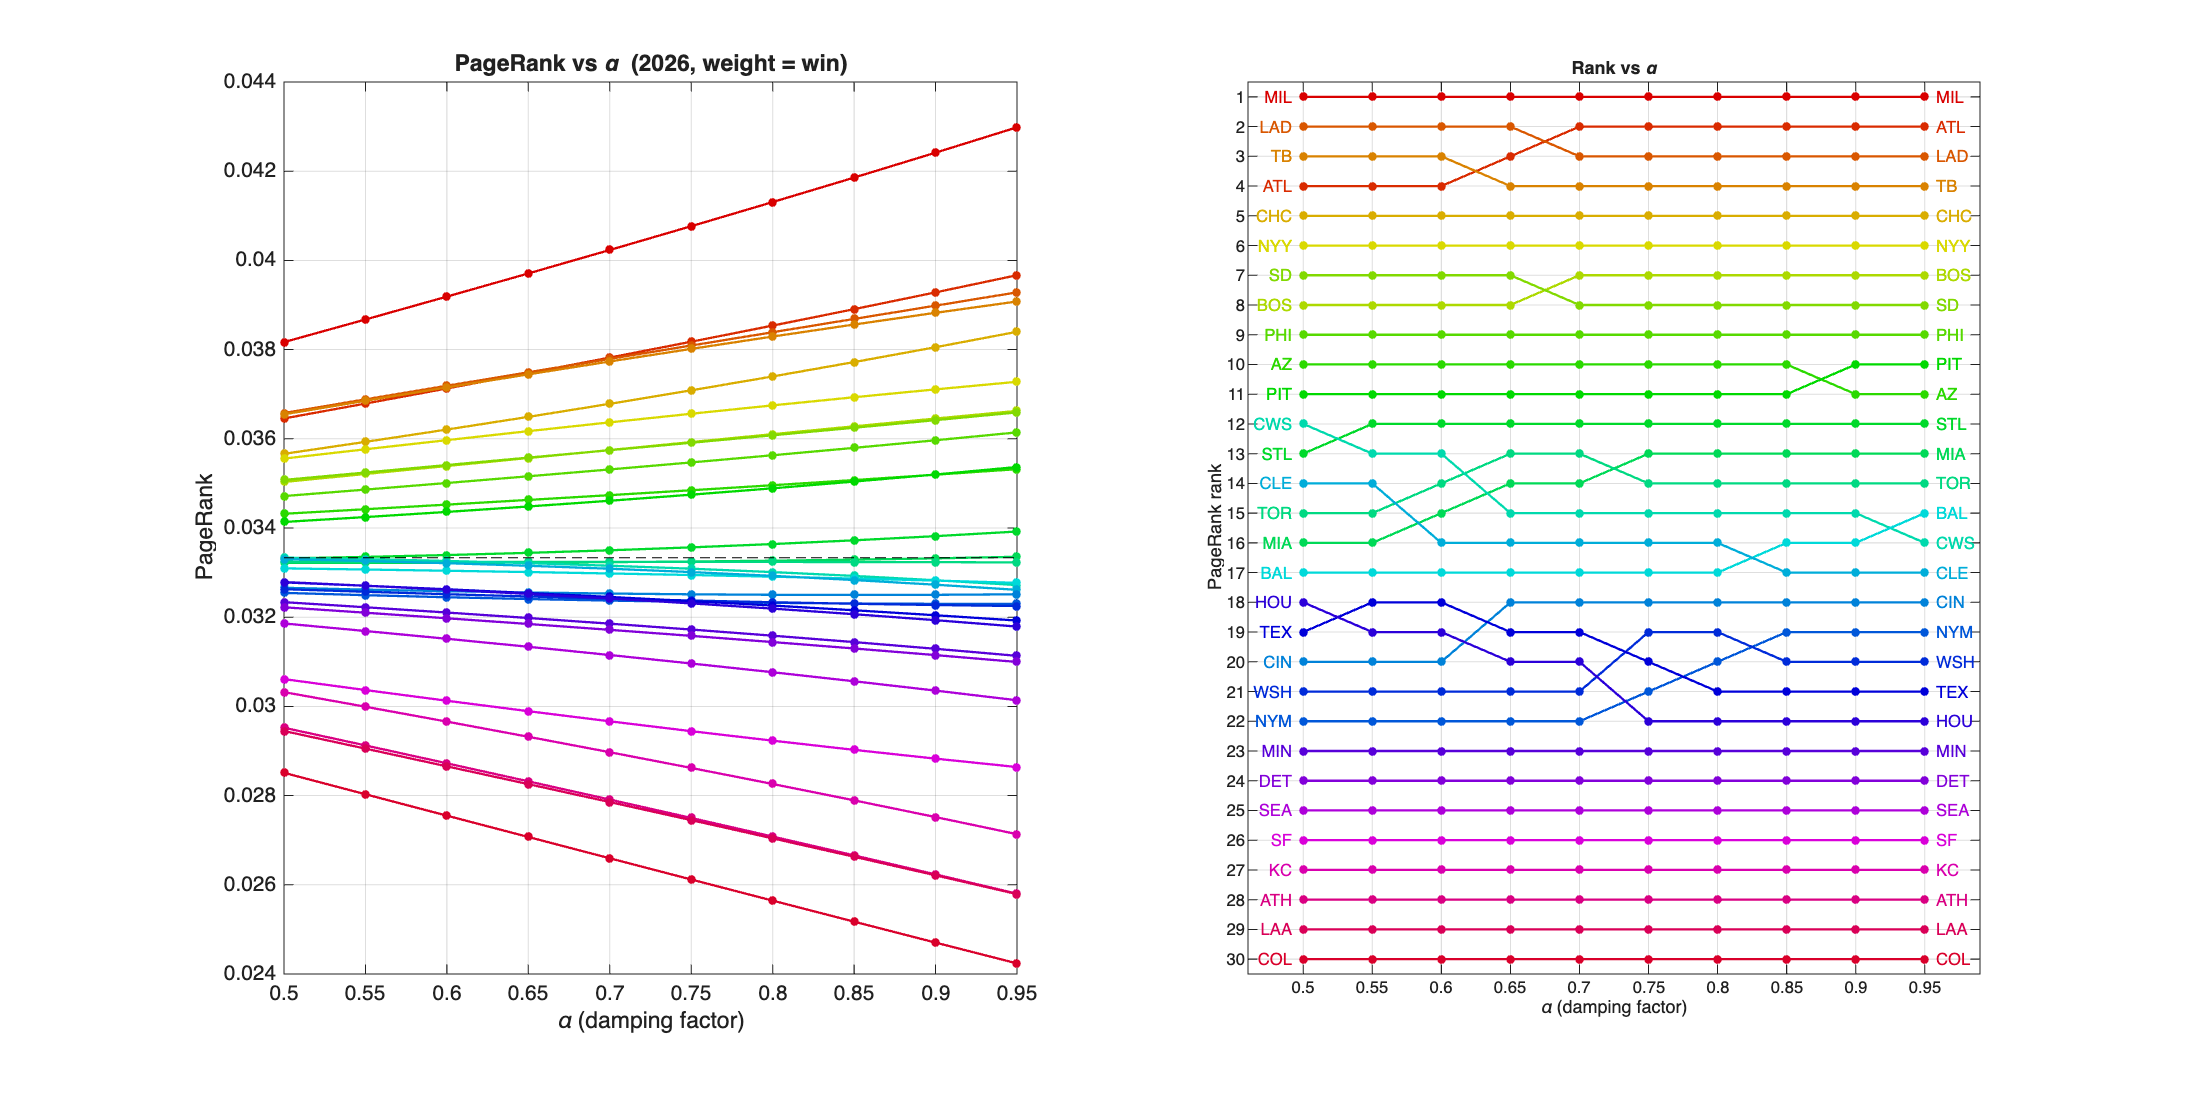 PageRank vs α (2026, weight = win)
0.044
0.042
0.04
0.038
0.036
0.034
0.032
0.03
0.028
0.026
0.024
PageRank
0.5 0.55 0.6 0.65 0.7 0.75 0.8 0.85 0.9 0.95
α (damping factor)
Rank vs α
1 MIL MIL
2 LAD ATL
3 TB LAD
4 ATL TB
5 CHC CHC
6 NYY NYY
7 SD BOS
8 BOS SD
9 PHI PHI
10 AZ PIT
11 PIT AZ
12 CWS STL
13 STL MIA
14 CLE TOR
15 TOR BAL
16 MIA CWS
17 BAL CLE
18 HOU CIN
19 TEX NYM
20 CIN WSH
21 WSH TEX
22 NYM HOU
23 MIN MIN
24 DET DET
25 SEA SEA
26 SF SF
27 KC KC
28 ATH ATH
29 LAA LAA
30 COL COL
PageRank rank
0.5 0.55 0.6 0.65 0.7 0.75 0.8 0.85 0.9 0.95
α (damping factor)